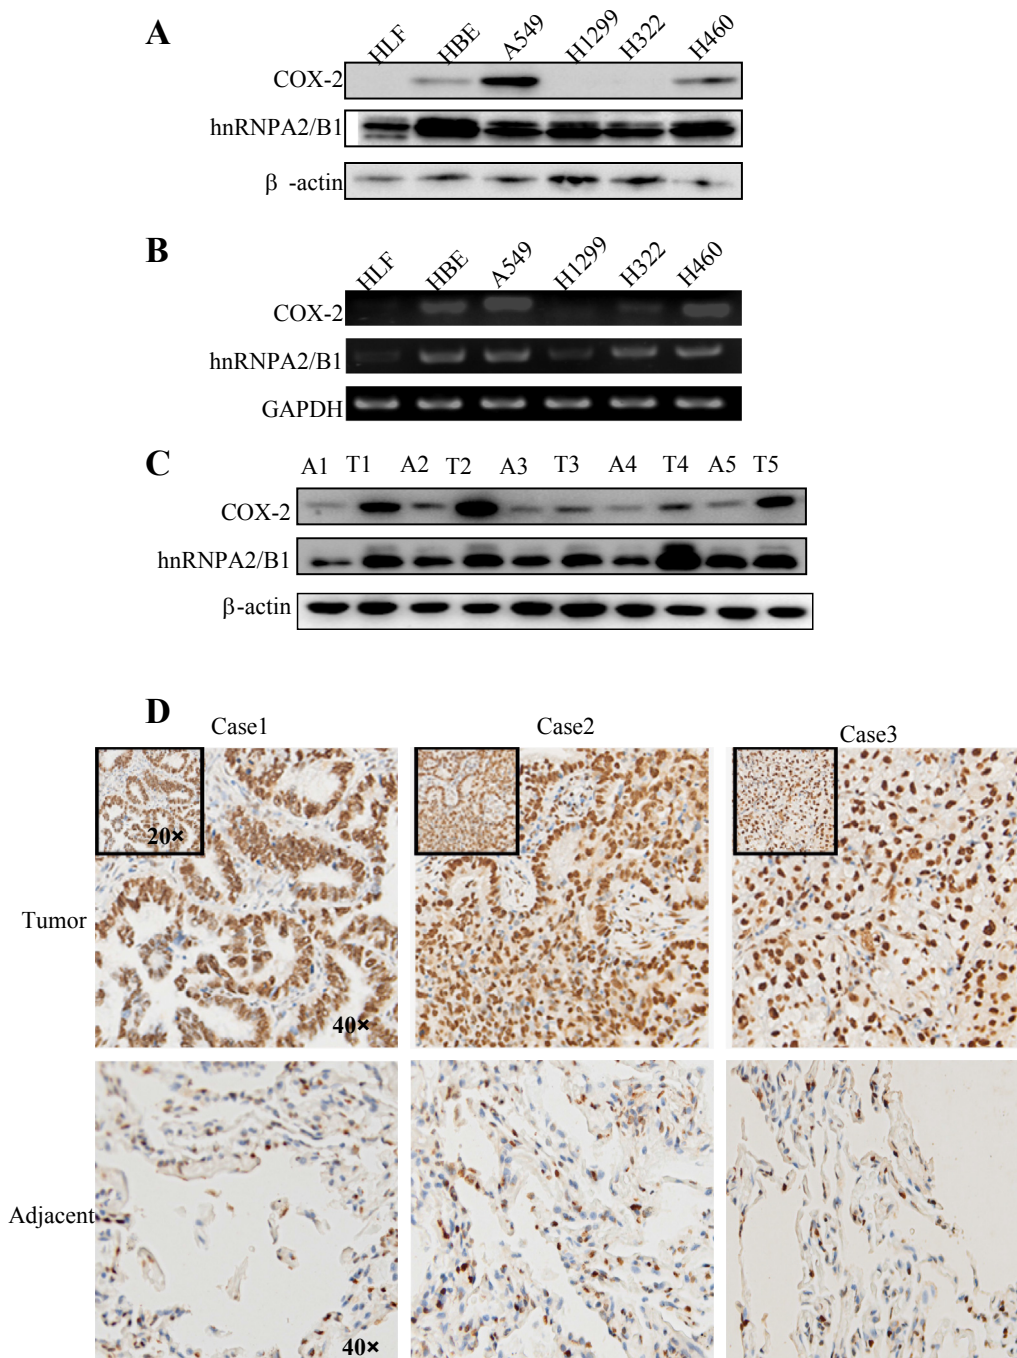 A
HLF HBE A549 H1299 H322 H460
COX-2
hnRNPA2/B1
β -actin
B
HLF HBE A549 H1299 H322 H460
COX-2
hnRNPA2/B1
GAPDH
C
A1 T1 A2 T2 A3 T3 A4 T4 A5 T5
COX-2
hnRNPA2/B1
β-actin
D
Case1 Case2 Case3
20×
Tumor
40×
Adjacent
40×